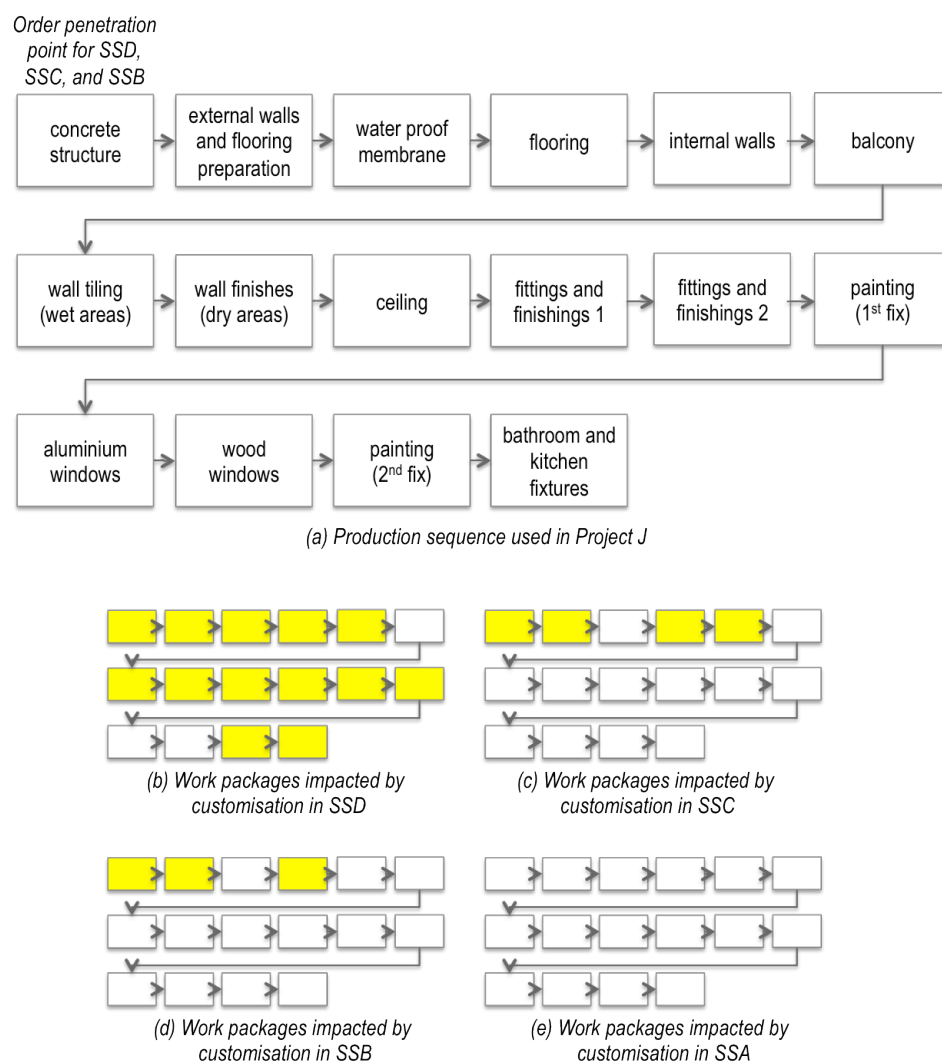 Order penetration
point for SSD,
SSC, and SSB
concrete
structure
external walls
and flooring
preparation
water proof
membrane
flooring
internal walls
balcony
wall tiling
(wet areas)
wall finishes
(dry areas)
ceiling
fittings and
finishings 1
fittings and
finishings 2
painting
(1st fix)
aluminium
windows
wood
windows
painting
(2nd fix)
bathroom and
kitchen
fixtures
(a) Production sequence used in Project J
(b) Work packages impacted by
customisation in SSD
(c) Work packages impacted by
customisation in SSC
(d) Work packages impacted by
customisation in SSB
(e) Work packages impacted by
customisation in SSA